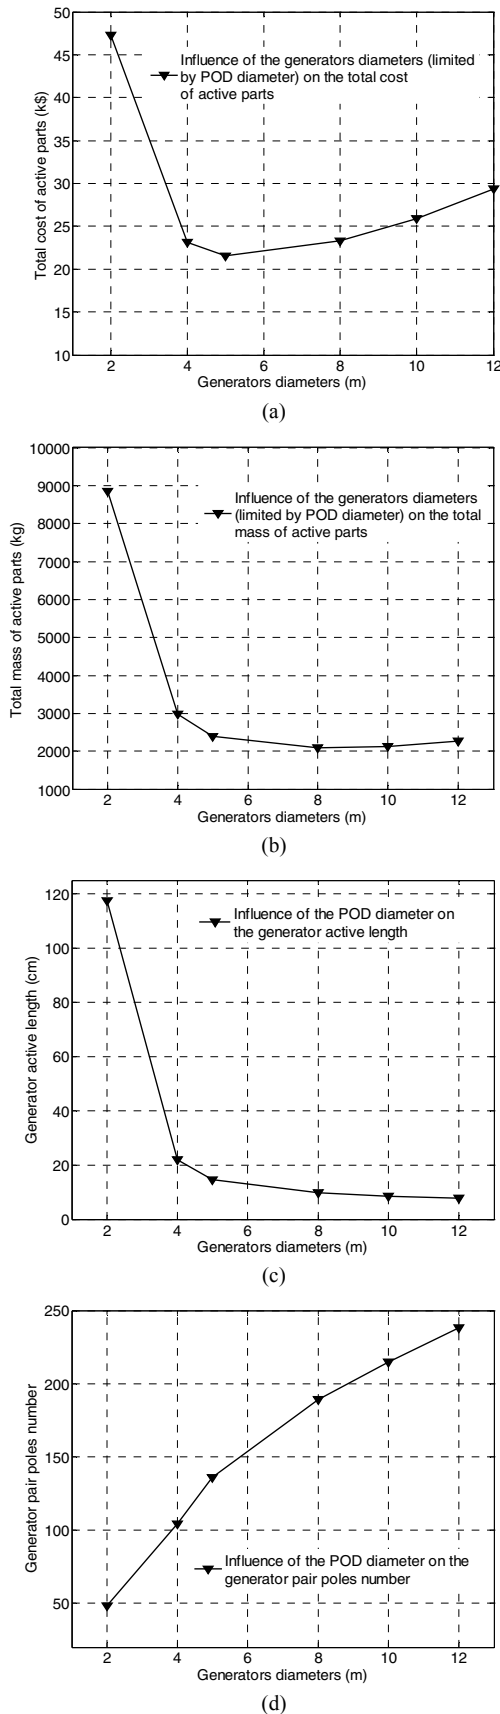 50
45
40
35
30
25
20
15
10
Total cost of active parts (k$)
Influence of the generators diameters (limited
by POD diameter) on the total cost
of active parts
2 4 6 8 10 12
Generators diameters (m)
(a)
10000
9000
8000
7000
6000
5000
4000
3000
2000
1000
Total mass of active parts (kg)
Influence of the generators diameters
(limited by POD diameter) on the total
mass of active parts
2 4 6 8 10 12
Generators diameters (m)
(b)
120
100
80
60
40
20
0
Generator active length (cm)
Influence of the POD diameter on
the generator active length
2 4 6 8 10 12
Generators diameters (m)
(c)
250
200
150
100
50
Generator pair poles number
Influence of the POD diameter on the
generator pair poles number
2 4 6 8 10 12
Generators diameters (m)
(d)